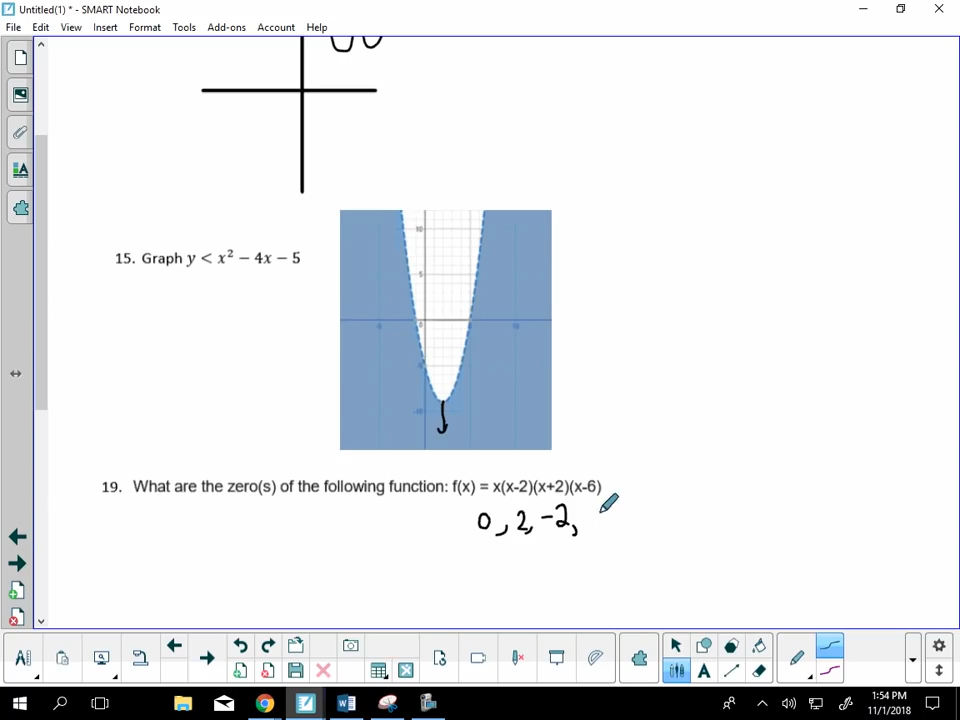 Untitled(1) * - SMART Notebook
File Edit View Insert Format Tools Add-ons Account Help
15. Graph y < x² − 4x − 5
10
5
0
10
19. What are the zero(s) of the following function: f(x) = x(x-2)(x+2)(x-6)
0, 2, -2,
1:54 PM
11/1/2018